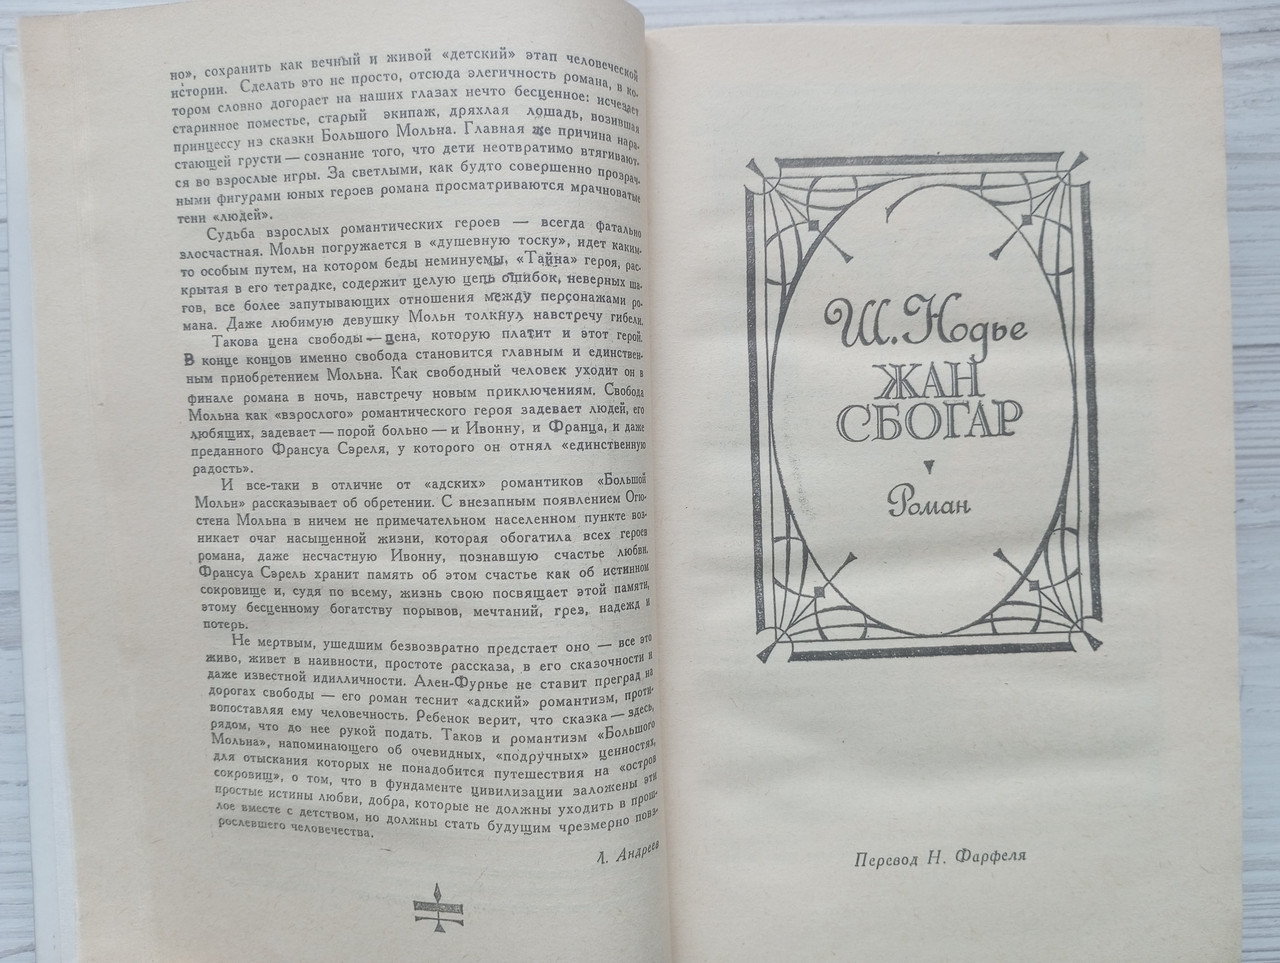 но», сохранить как вечный и живой «детский» этап человеческой
истории. Сделать это не просто, отсюда элегичность романа, в ко-
тором словно догорает на наших глазах нечто бесценное: исчезает
старинное поместье, старый экипаж, дряхлая лошадь, возившая
принцессу из сказки Большого Мольна. Главная же причина нара-
стающей грусти — сознание того, что дети неотвратимо втягивают-
ся во взрослые игры. За светлыми, как будто совершенно прозрач-
ными фигурами юных героев романа просматриваются мрачноватые
тени «людей».
Судьба взрослых романтических героев — всегда фатально
злосчастная. Мольн погружается в «душевную тоску», идет каким-
то особым путем, на котором беды неминуемы, «Тайна» героя, рас-
крытая в его тетрадке, содержит целую цепь ошибок, неверных ша-
гов, все более запутывающих отношения между персонажами ро-
мана. Даже любимую девушку Мольн толкнул навстречу гибели.
Такова цена свободы — цена, которую платит и этот герой.
В конце концов именно свобода становится главным и единствен-
ным приобретением Мольна. Как свободный человек уходит он в
финале романа в ночь, навстречу новым приключениям. Свобода
Мольна как «взрослого» романтического героя задевает людей, его
любящих, задевает — порой больно — и Ивонну, и Франца, и даже
преданного Франсуа Сэреля, у которого он отнял «единственную
радость».
И все-таки в отличие от «адских» романтиков «Большой
Мольн» рассказывает об обретении. С внезапным появлением Огю-
стена Мольна в ничем не примечательном населенном пункте воз-
никает очаг насыщенной жизни, которая обогатила всех героев
романа, даже несчастную Ивонну, познавшую счастье любви.
Франсуа Сэрель хранит память об этом счастье как об истинном
сокровище и, судя по всему, жизнь свою посвящает этой памяти,
этому бесценному богатству порывов, мечтаний, грез, надежд и
потерь.
Не мертвым, ушедшим безвозвратно предстает оно — все это
живо, живет в наивности, простоте рассказа, в его сказочности и
даже известной идилличности. Ален-Фурнье не ставит преград на
дорогах свободы — его роман теснит «адский» романтизм, проти-
вопоставляя ему человечность. Ребенок верит, что сказка — здесь,
рядом, что до нее рукой подать. Таков и романтизм «Большого
Мольна», напоминающего об очевидных, «подручных» ценностях,
для отыскания которых не понадобится путешествия на «остров
сокровищ», о том, что в фундаменте цивилизации заложены эти
простые истины любви, добра, которые не должны уходить в прош-
лое вместе с детством, но должны стать будущим чрезмерно повз-
рослевшего человечества.
Л. Андреев
Ш. Нодье
ЖАН
СБОГАР
Роман
Перевод Н. Фарфеля